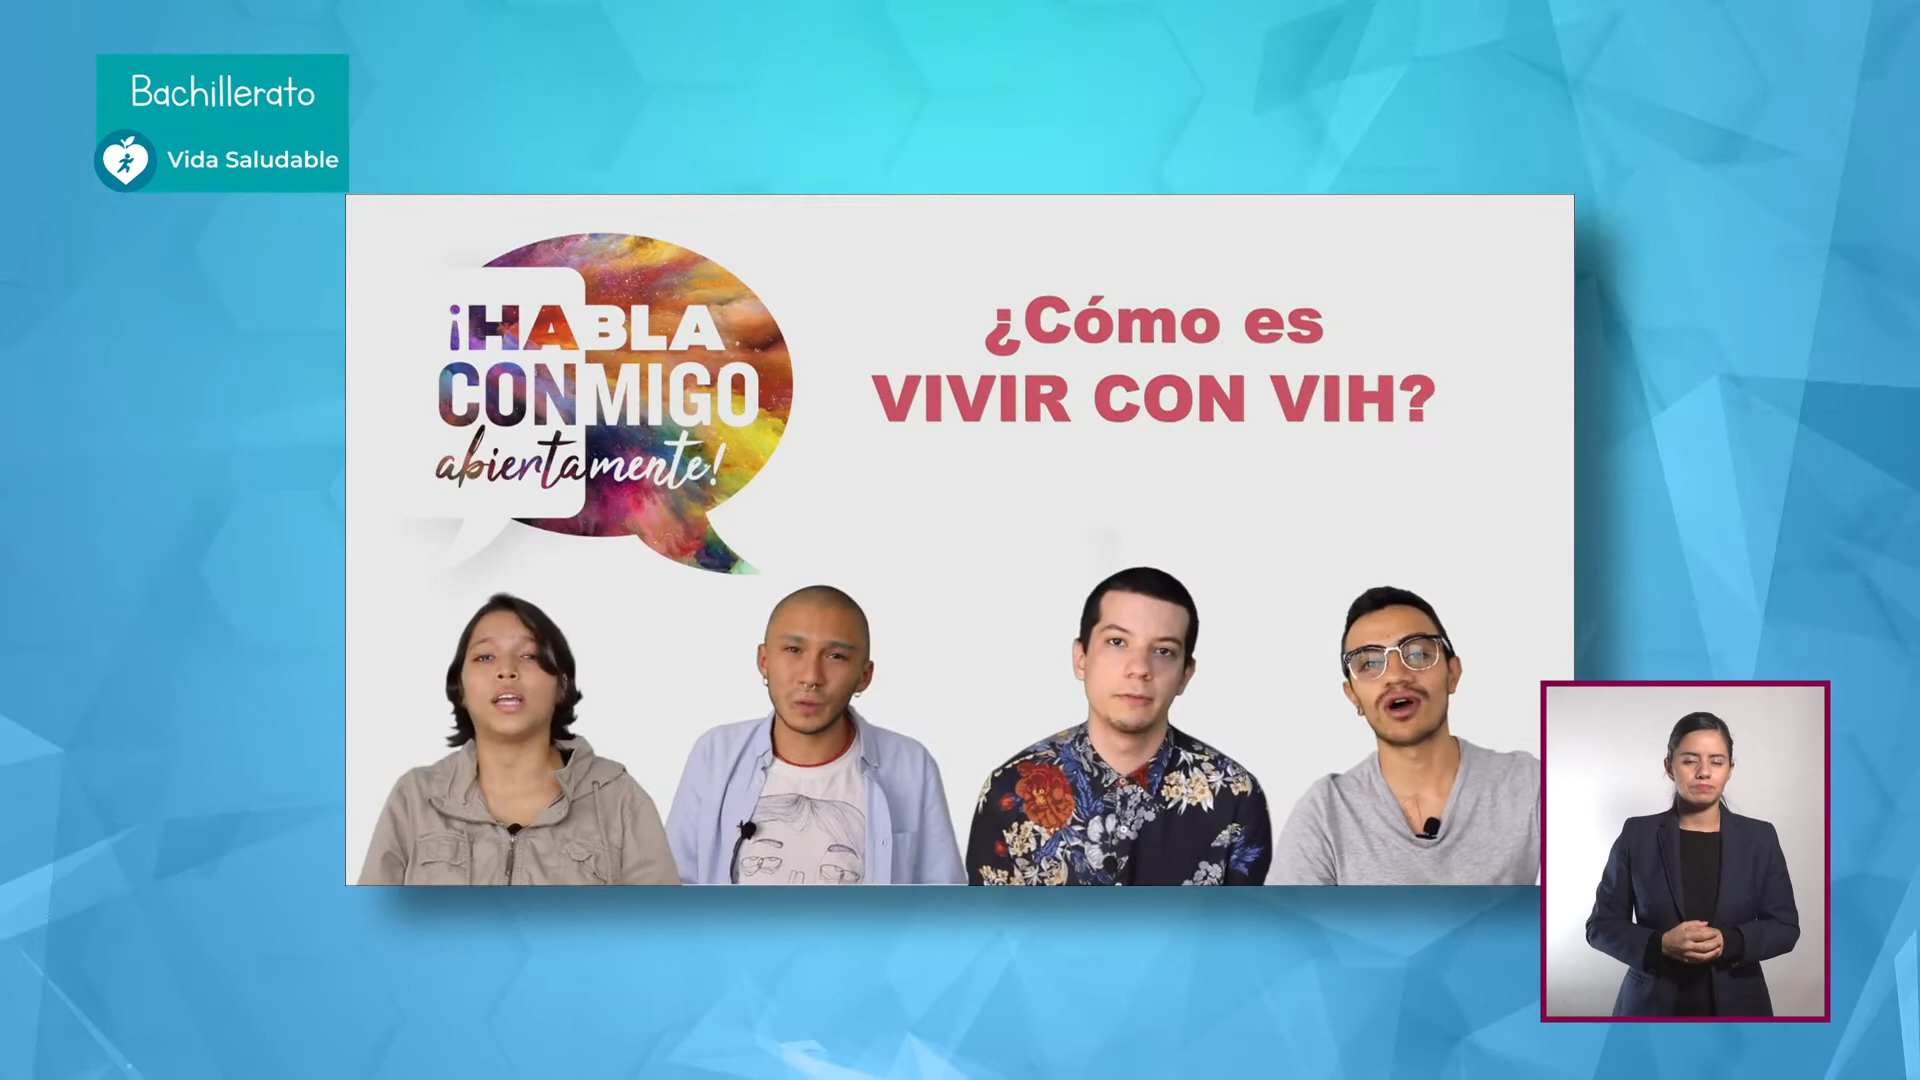 Bachillerato
Vida Saludable
¡HABLA
CONMIGO
abiertamente!
¿Cómo es
VIVIR CON VIH?